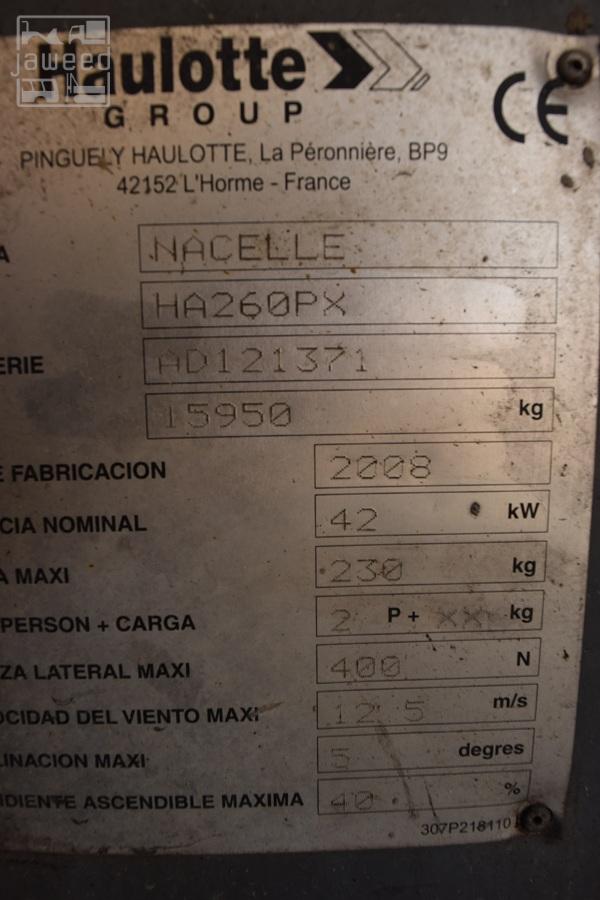 jaweed
Haulotte
GROUP
CE
PINGUELY HAULOTTE, La Péronnière, BP9
42152 L'Horme - France
A NACELLE
HA260PX
ERIE AD121371
15950 kg
E FABRICACION 2008
CIA NOMINAL 42 kW
A MAXI 230 kg
PERSON + CARGA 2 P + XX kg
ZA LATERAL MAXI 400 N
OCIDAD DEL VIENTO MAXI 12.5 m/s
LINACION MAXI 5 degres
NDIENTE ASCENDIBLE MAXIMA 40 %
307P218110